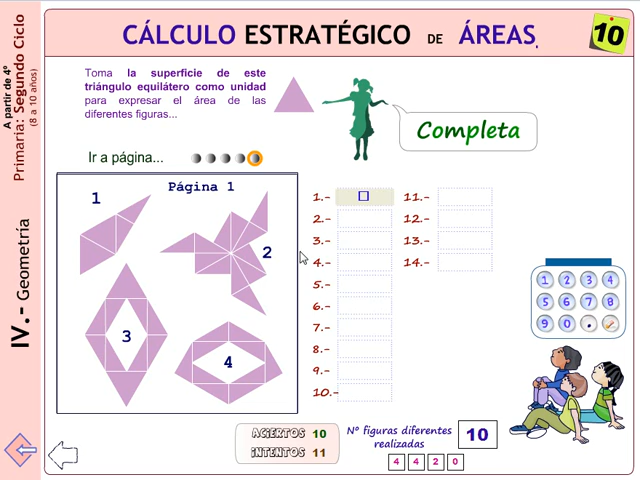 CÁLCULO ESTRATÉGICO DE ÁREAS
10
A partir de 4º
Primaria: Segundo Ciclo
(8 a 10 años)
IV.- Geometría
Toma la superficie de este
triángulo equilátero como unidad
para expresar el área de las
diferentes figuras...
Completa
Ir a página...
Página 1
1
2
3
4
1.-
2.-
3.-
4.-
5.-
6.-
7.-
8.-
9.-
10.-
11.-
12.-
13.-
14.-
1 2 3 4
5 6 7 8
9 0 .
ACIERTOS 10
INTENTOS 11
Nº figuras diferentes
realizadas
10
4 4 2 0